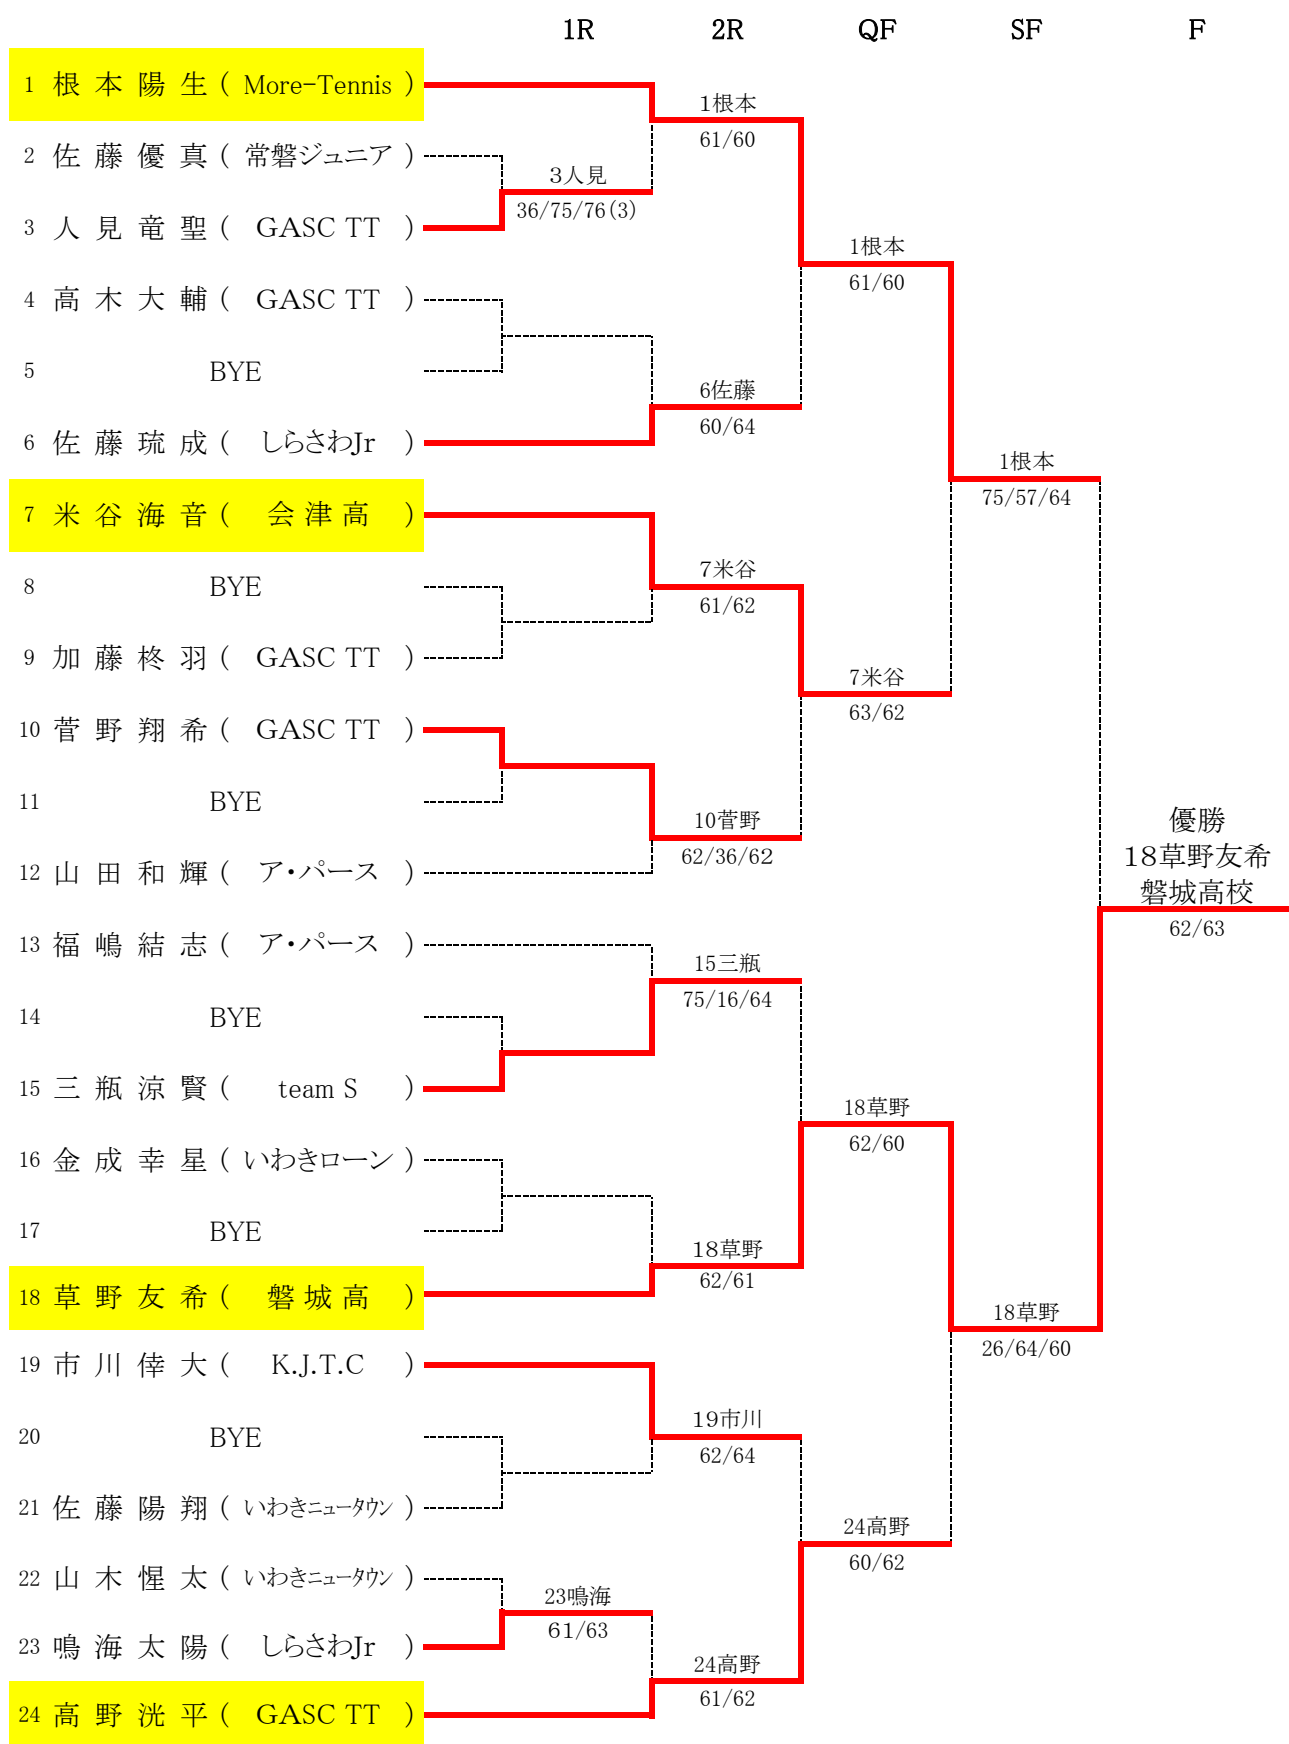 1R 2R QF SF F
1 根本陽生 ( More-Tennis )
1根本
61/60
2 佐藤優真 ( 常磐ジュニア )
3人見
36/75/76(3)
3 人見竜聖 ( GASC TT )
1根本
61/60
4 高木大輔 ( GASC TT )
5 BYE
6佐藤
60/64
6 佐藤琉成 ( しらさわJr )
1根本
75/57/64
7 米谷海音 ( 会津高 )
7米谷
61/62
8 BYE
9 加藤柊羽 ( GASC TT )
7米谷
63/62
10 菅野翔希 ( GASC TT )
11 BYE
10菅野
62/36/62
12 山田和輝 ( ア・パース )
優勝
18草野友希
磐城高校
62/63
13 福嶋結志 ( ア・パース )
15三瓶
75/16/64
14 BYE
15 三瓶涼賢 ( team S )
18草野
62/60
16 金成幸星 ( いわきローン )
17 BYE
18草野
62/61
18 草野友希 ( 磐城高 )
18草野
26/64/60
19 市川倖大 ( K.J.T.C )
19市川
62/64
20 BYE
21 佐藤陽翔 ( いわきニュータウン )
24高野
60/62
22 山木惺太 ( いわきニュータウン )
23鳴海
61/63
23 鳴海太陽 ( しらさわJr )
24高野
61/62
24 高野洸平 ( GASC TT )